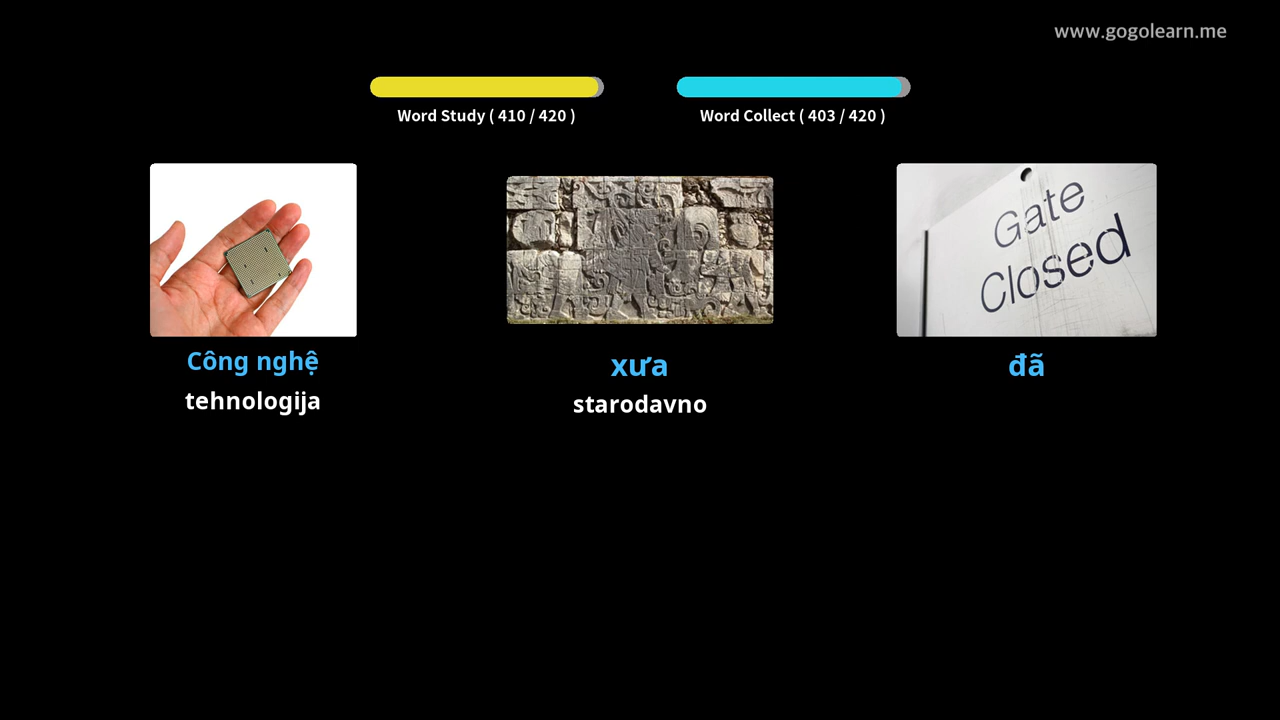 www.gogolearn.me
Word Study ( 410 / 420 )
Word Collect ( 403 / 420 )
Gate
Closed
Công nghệ
xưa
đã
tehnologija
starodavno